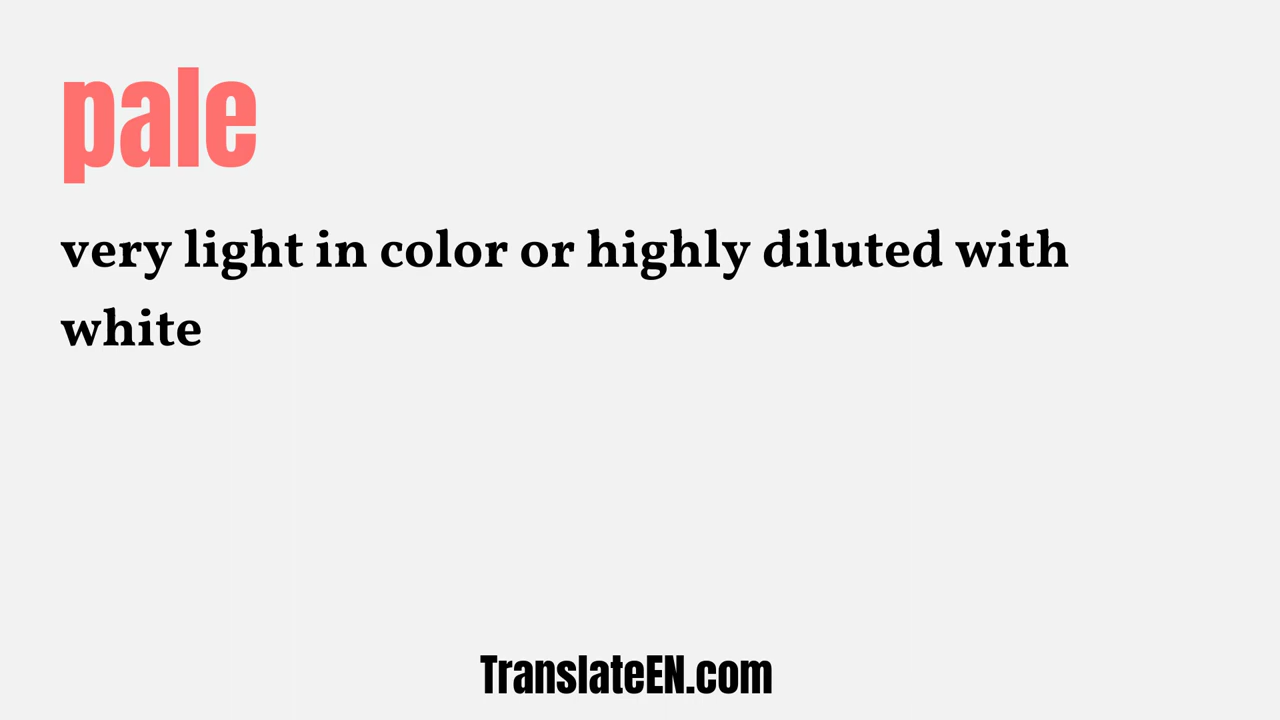 pale
very light in color or highly diluted with
white
TranslateEN.com